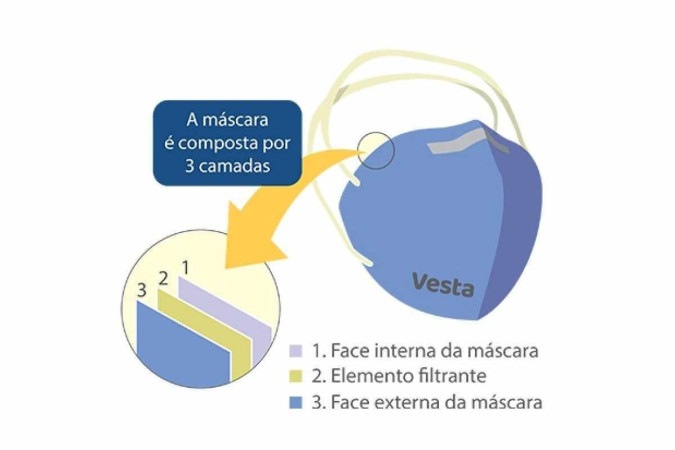 A máscara
é composta por
3 camadas
1
2
3
Vesta
1. Face interna da máscara
2. Elemento filtrante
3. Face externa da máscara